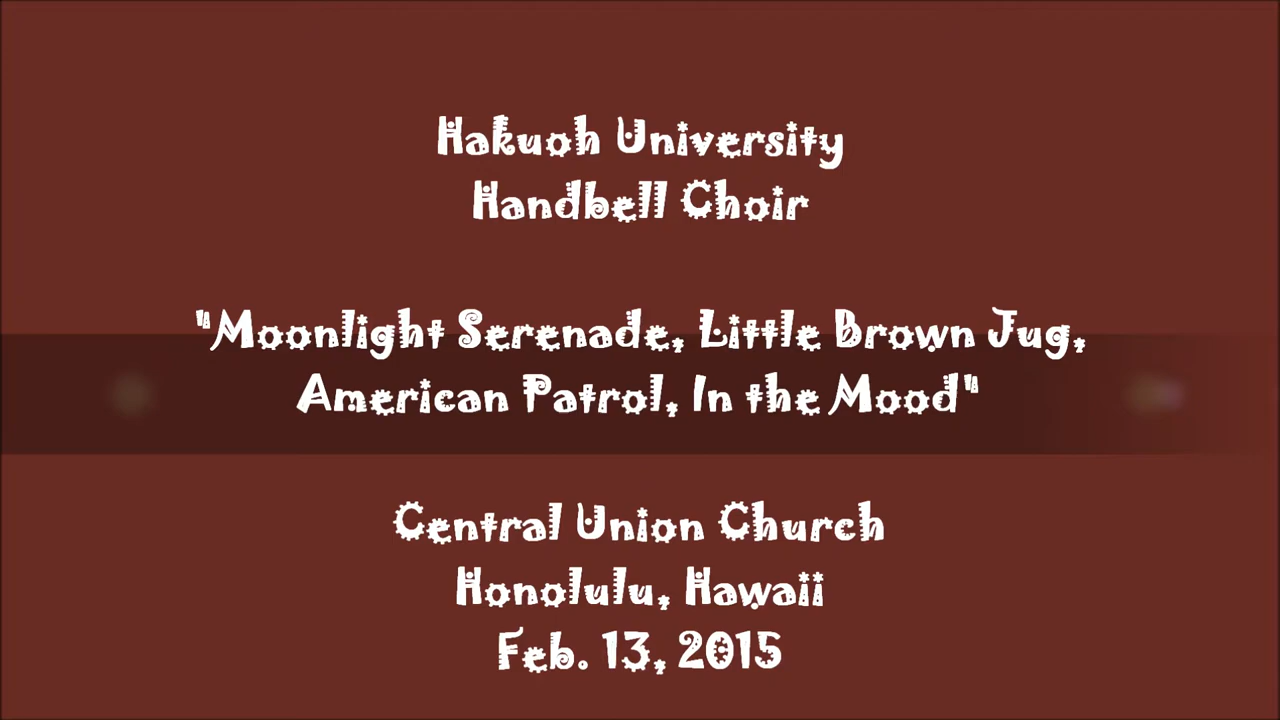 Hakuoh University
Handbell Choir
"Moonlight Serenade, Little Brown Jug,
American Patrol, In the Mood"
Central Union Church
Honolulu, Hawaii
Feb. 13, 2015